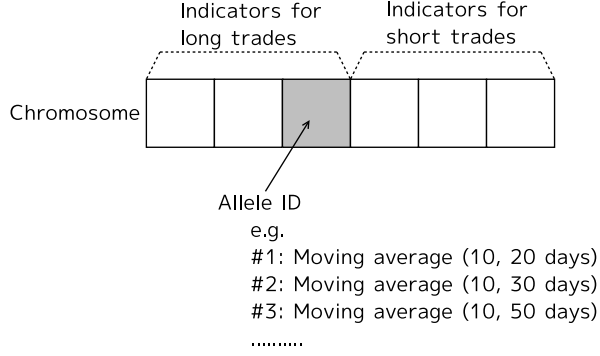 Indicators for
long trades
Indicators for
short trades
Chromosome
Allele ID
e.g.
#1: Moving average (10, 20 days)
#2: Moving average (10, 30 days)
#3: Moving average (10, 50 days)
..........